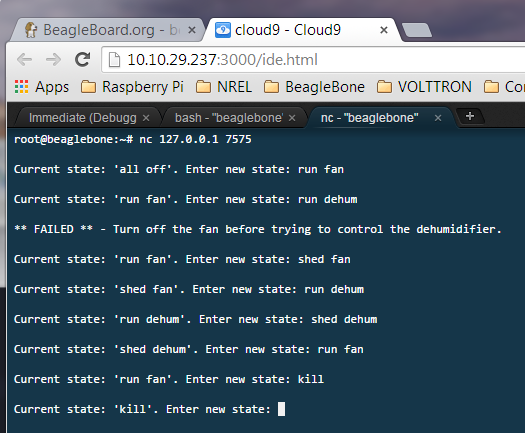 BeagleBoard.org - be
cloud9 - Cloud9
10.10.29.237:3000/ide.html
Apps Raspberry Pi NREL BeagleBone VOLTTRON Co
Immediate (Debugg bash - "beaglebone" nc - "beaglebone"
root@beaglebone:~# nc 127.0.0.1 7575
Current state: 'all off'. Enter new state: run fan
Current state: 'run fan'. Enter new state: run dehum
** FAILED ** - Turn off the fan before trying to control the dehumidifier.
Current state: 'run fan'. Enter new state: shed fan
Current state: 'shed fan'. Enter new state: run dehum
Current state: 'run dehum'. Enter new state: shed dehum
Current state: 'shed dehum'. Enter new state: run fan
Current state: 'run fan'. Enter new state: kill
Current state: 'kill'. Enter new state: